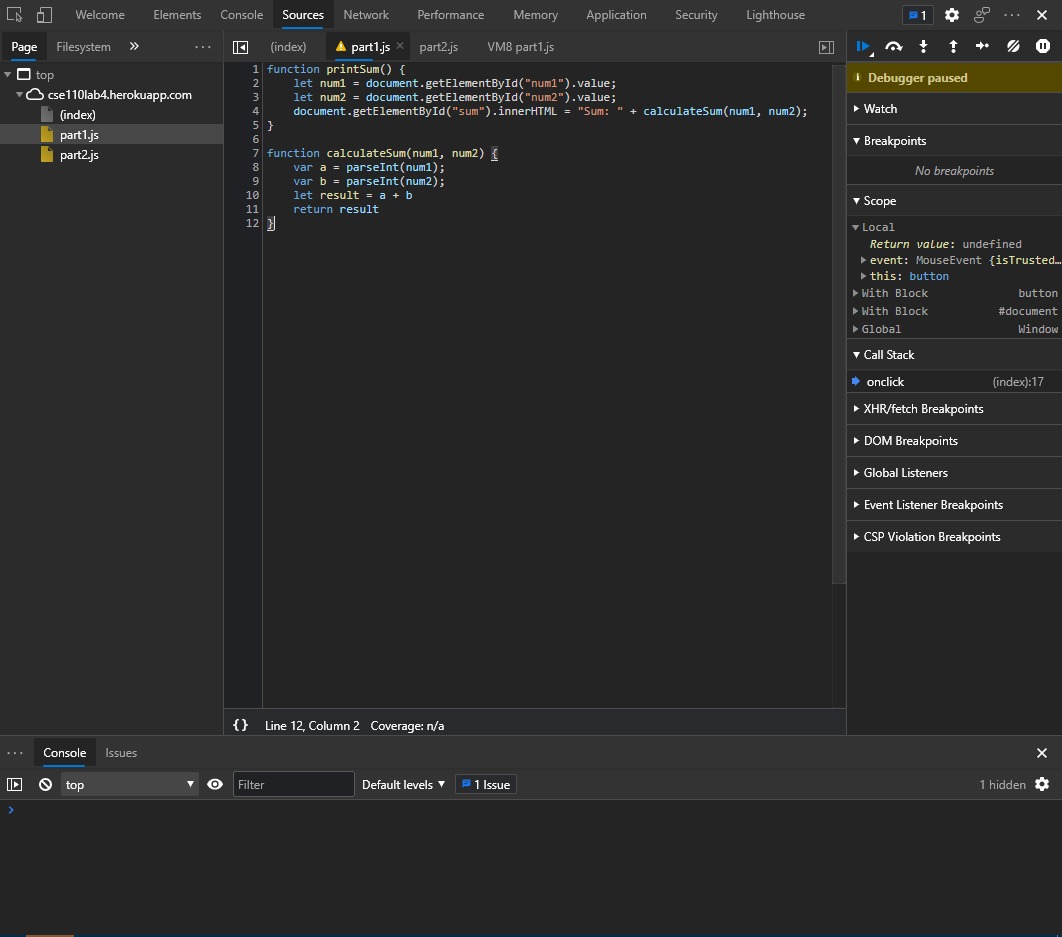 Welcome Elements Console Sources Network Performance Memory Application Security Lighthouse 1
Page Filesystem » ···
(index) part1.js × part2.js VM8 part1.js
top
cse110lab4.herokuapp.com
(index)
part1.js
part2.js
1 function printSum() {
2 let num1 = document.getElementById("num1").value;
3 let num2 = document.getElementById("num2").value;
4 document.getElementById("sum").innerHTML = "Sum: " + calculateSum(num1, num2);
5 }
6
7 function calculateSum(num1, num2) {
8 var a = parseInt(num1);
9 var b = parseInt(num2);
10 let result = a + b
11 return result
12 }
{} Line 12, Column 2 Coverage: n/a
Debugger paused
Watch
Breakpoints
No breakpoints
Scope
Local
Return value: undefined
event: MouseEvent {isTrusted…
this: button
With Block button
With Block #document
Global Window
Call Stack
onclick (index):17
XHR/fetch Breakpoints
DOM Breakpoints
Global Listeners
Event Listener Breakpoints
CSP Violation Breakpoints
··· Console Issues
top Filter Default levels 1 Issue 1 hidden
>